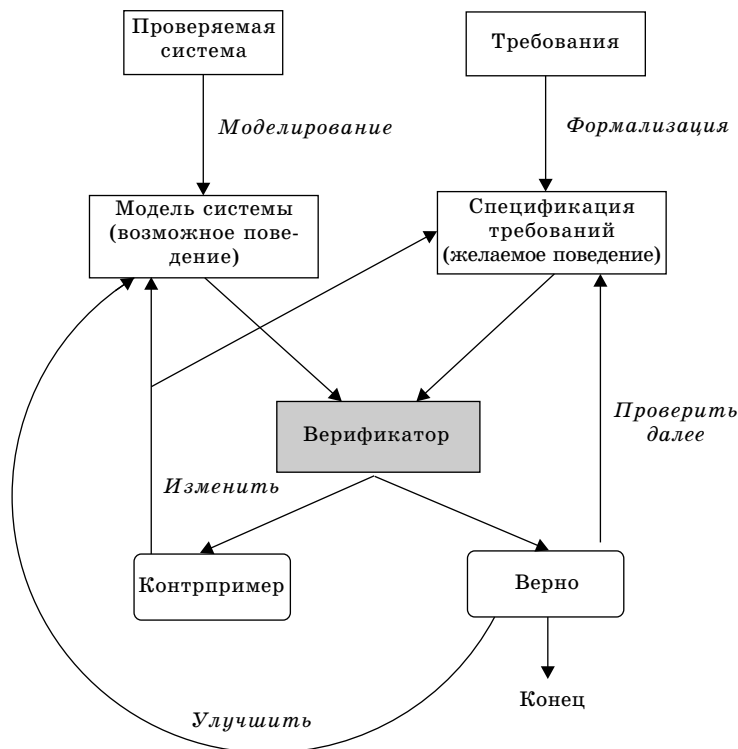 Проверяемая
система
Требования
Моделирование
Формализация
Модель системы
(возможное пове-
дение)
Спецификация
требований
(желаемое поведение)
Верификатор
Проверить
далее
Изменить
Контрпример
Верно
Конец
Улучшить